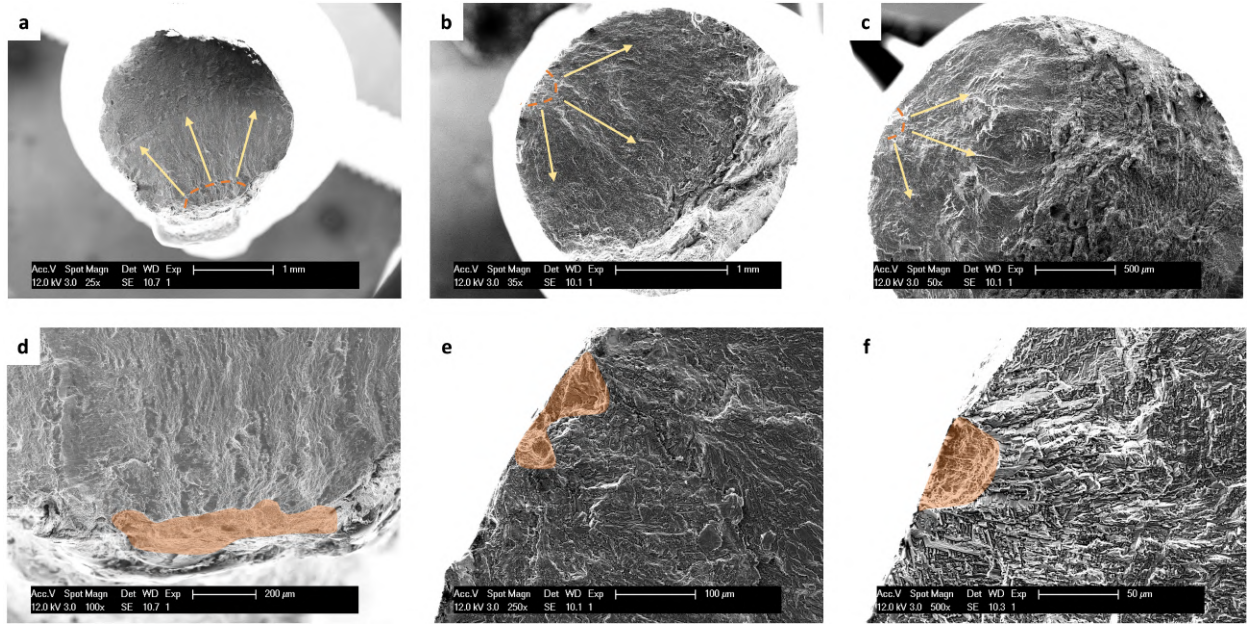 a
Acc.V Spot Magn Det WD Exp 1 mm
12.0 kV 3.0 25x SE 10.7 1
b
Acc.V Spot Magn Det WD Exp 1 mm
12.0 kV 3.0 35x SE 10.1 1
c
Acc.V Spot Magn Det WD Exp 500 µm
12.0 kV 3.0 50x SE 10.1 1
d
Acc.V Spot Magn Det WD Exp 200 µm
12.0 kV 3.0 100x SE 10.7 1
e
Acc.V Spot Magn Det WD Exp 100 µm
12.0 kV 3.0 250x SE 10.1 1
f
Acc.V Spot Magn Det WD Exp 50 µm
12.0 kV 3.0 500x SE 10.3 1